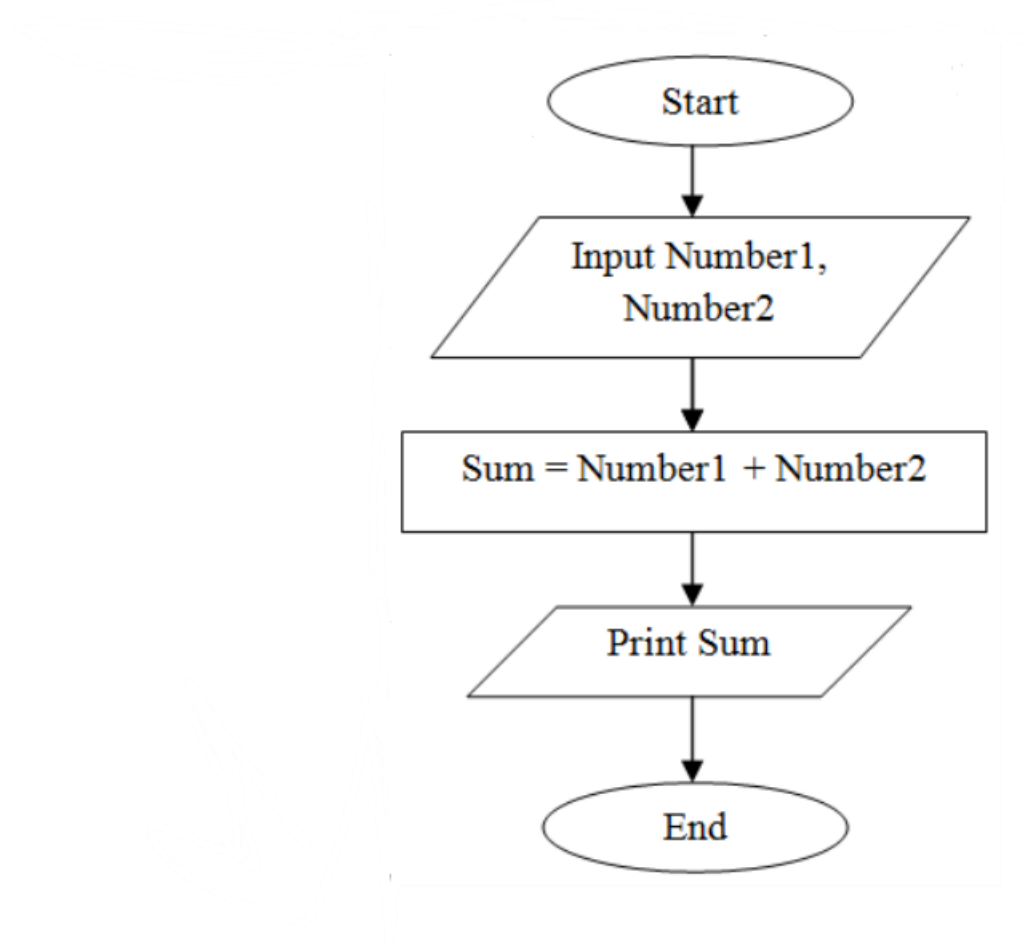 Start
Input Number1,
Number2
Sum = Number1 + Number2
Print Sum
End